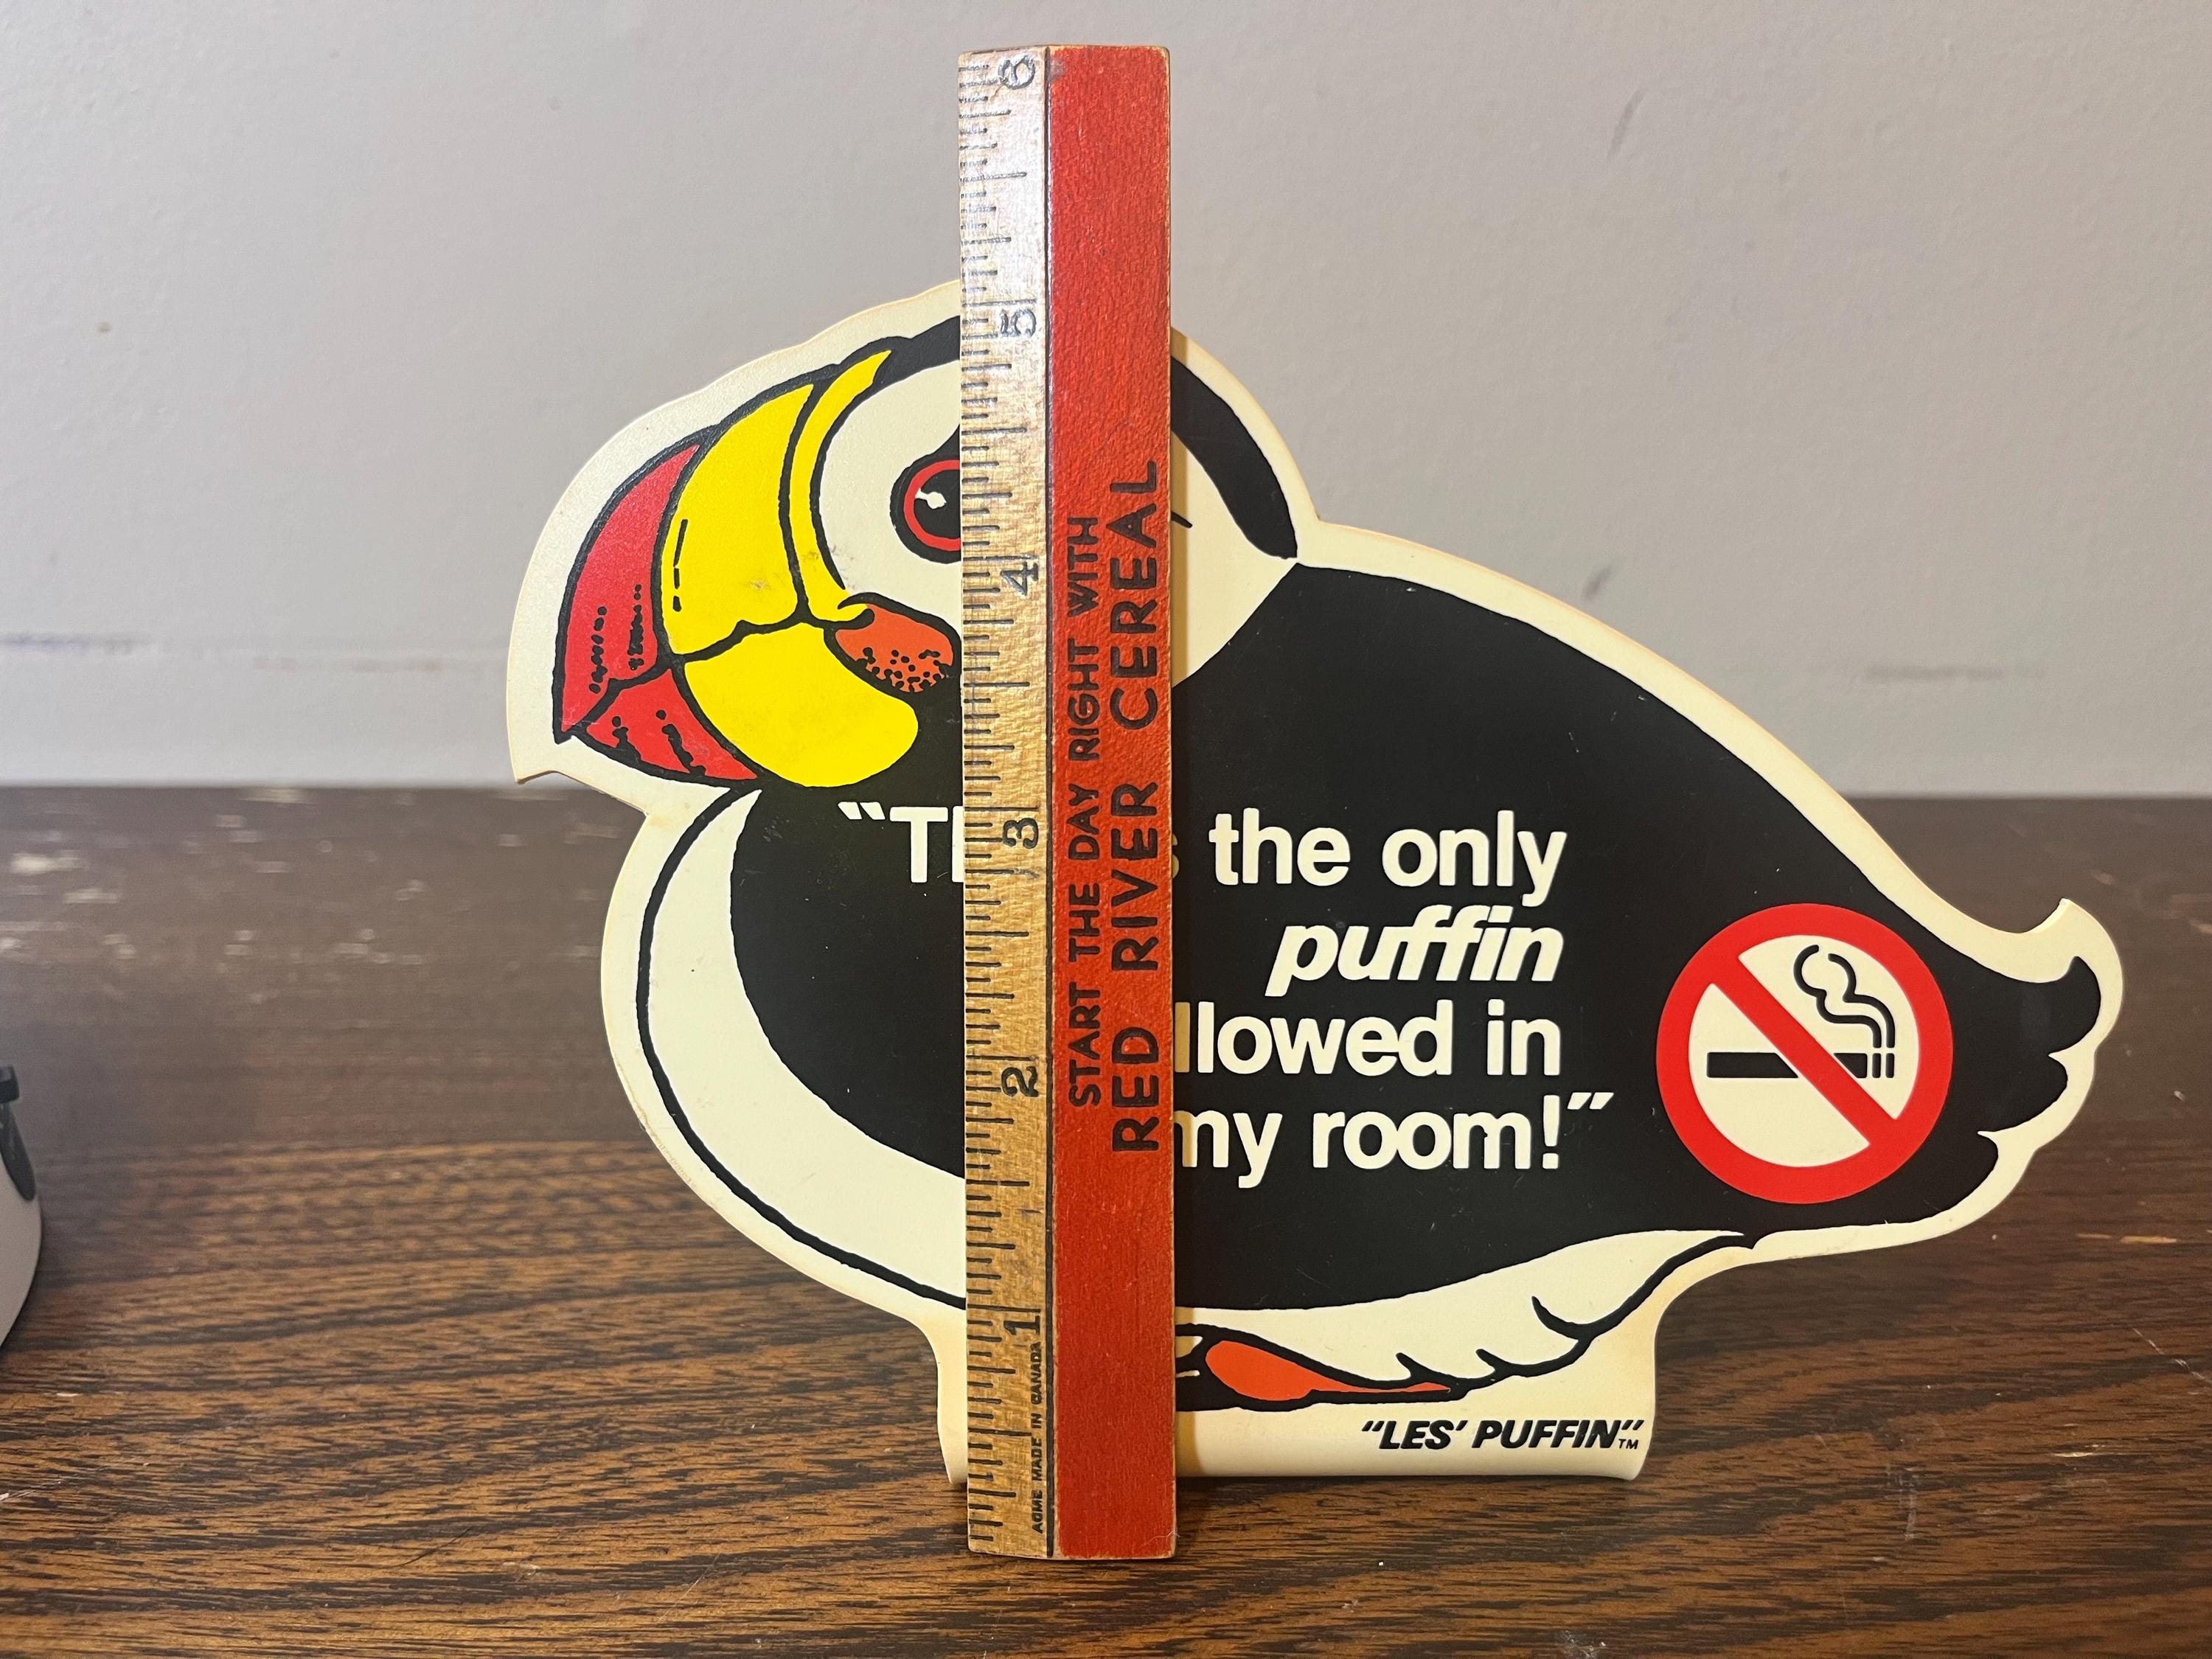 6
5
4
3
2
1
START THE DAY RIGHT WITH
RED RIVER CEREAL
ACME MADE IN CANADA
the only
puffin
llowed in
my room!”
“LES’ PUFFIN”™